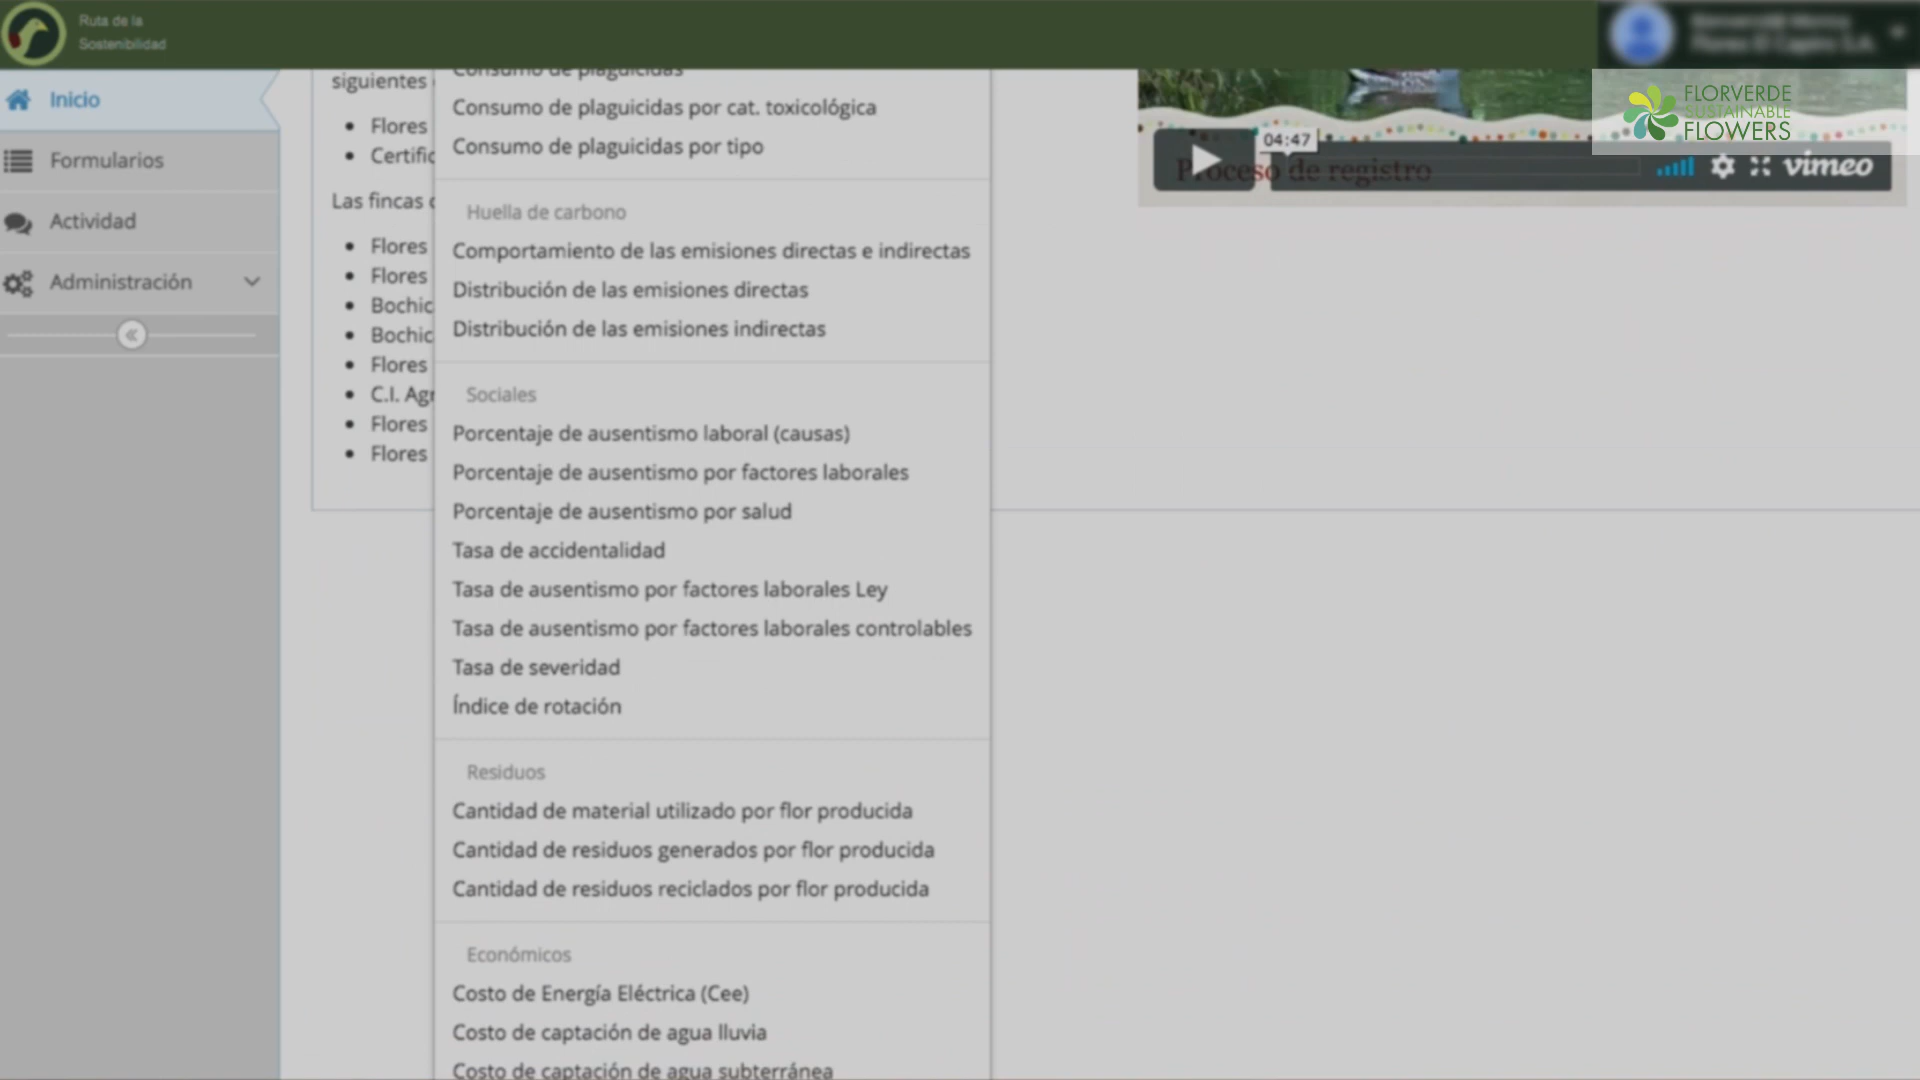 Ruta de la
Sostenibilidad
Inicio
Formularios
Actividad
Administración
siguientes
Flores
Certific
Las fincas
Flores
Flores
Bochic
Bochic
Flores
C.I. Agr
Flores
Flores
Consumo de plaguicidas
Consumo de plaguicidas por cat. toxicológica
Consumo de plaguicidas por tipo
Huella de carbono
Comportamiento de las emisiones directas e indirectas
Distribución de las emisiones directas
Distribución de las emisiones indirectas
Sociales
Porcentaje de ausentismo laboral (causas)
Porcentaje de ausentismo por factores laborales
Porcentaje de ausentismo por salud
Tasa de accidentalidad
Tasa de ausentismo por factores laborales Ley
Tasa de ausentismo por factores laborales controlables
Tasa de severidad
Índice de rotación
Residuos
Cantidad de material utilizado por flor producida
Cantidad de residuos generados por flor producida
Cantidad de residuos reciclados por flor producida
Económicos
Costo de Energía Eléctrica (Cee)
Costo de captación de agua lluvia
Costo de captación de agua subterránea
FLORVERDE
SUSTAINABLE
FLOWERS
04:47
Proceso de registro
vimeo